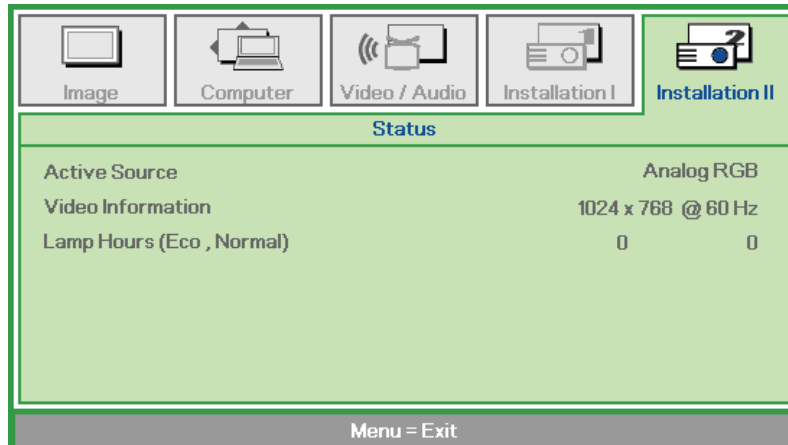 Image
Computer
Video / Audio
Installation I
2
Installation II
Status
Active Source Analog RGB
Video Information 1024 x 768 @ 60 Hz
Lamp Hours (Eco , Normal) 0 0
Menu = Exit